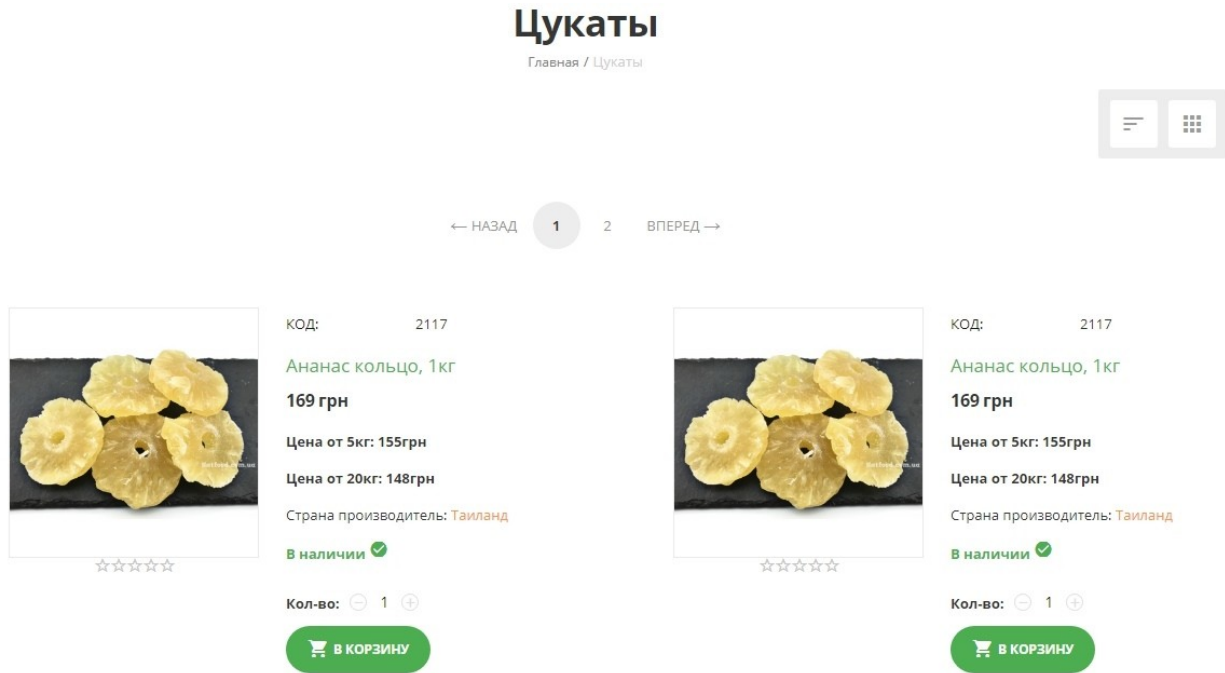 Цукаты
Главная / Цукаты
← НАЗАД 1 2 ВПЕРЕД →
КОД: 2117
Ананас кольцо, 1кг
169 грн
Цена от 5кг: 155грн
Цена от 20кг: 148грн
Страна производитель: Таиланд
В наличии
Кол-во: 1
В КОРЗИНУ
КОД: 2117
Ананас кольцо, 1кг
169 грн
Цена от 5кг: 155грн
Цена от 20кг: 148грн
Страна производитель: Таиланд
В наличии
Кол-во: 1
В КОРЗИНУ